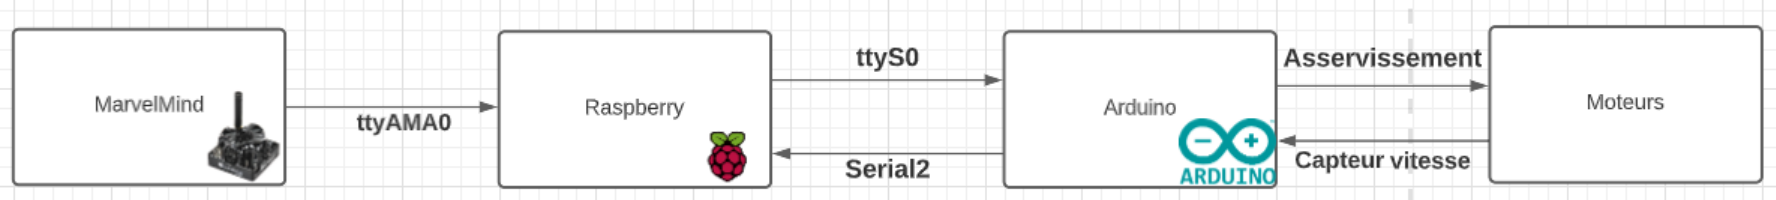 MarvelMind
ttyAMA0
Raspberry
ttyS0
Serial2
Arduino
ARDUINO
Asservissement
Capteur vitesse
Moteurs